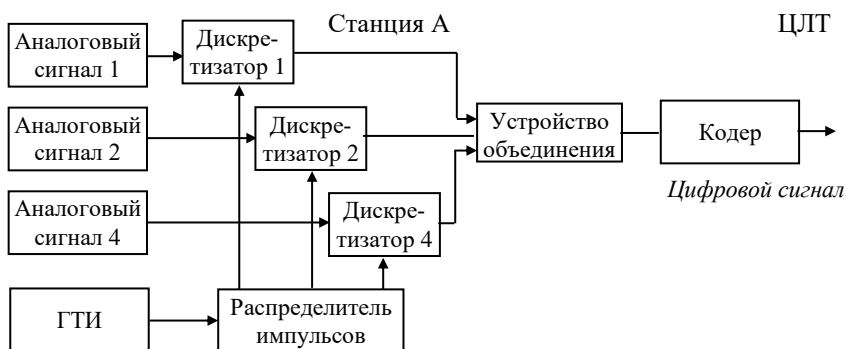 Станция А
ЦЛТ
Аналоговый
сигнал 1
Дискре-
тизатор 1
Аналоговый
сигнал 2
Дискре-
тизатор 2
Устройство
объединения
Кодер
Цифровой сигнал
Аналоговый
сигнал 4
Дискре-
тизатор 4
ГТИ
Распределитель
импульсов